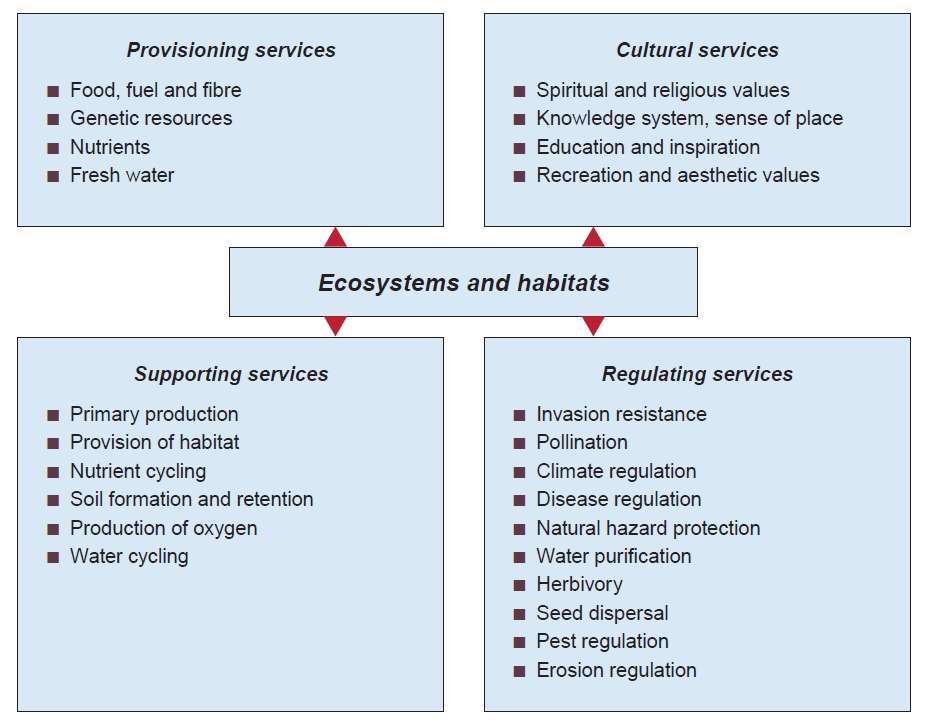 Provisioning services
Food, fuel and fibre
Genetic resources
Nutrients
Fresh water
Cultural services
Spiritual and religious values
Knowledge system, sense of place
Education and inspiration
Recreation and aesthetic values
Ecosystems and habitats
Supporting services
Primary production
Provision of habitat
Nutrient cycling
Soil formation and retention
Production of oxygen
Water cycling
Regulating services
Invasion resistance
Pollination
Climate regulation
Disease regulation
Natural hazard protection
Water purification
Herbivory
Seed dispersal
Pest regulation
Erosion regulation